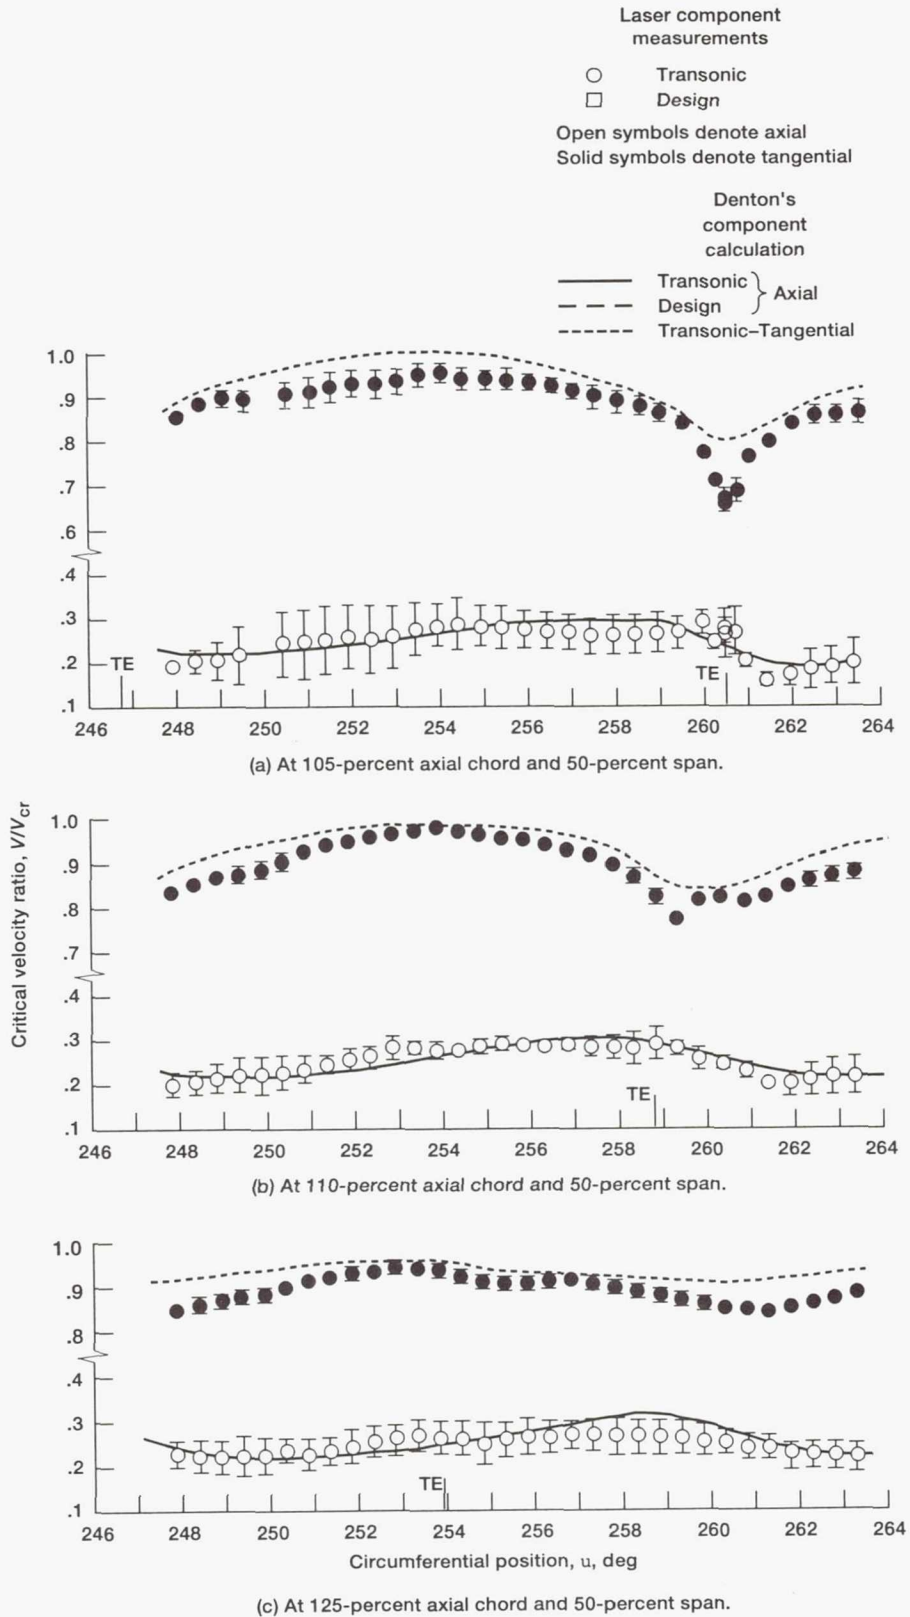 Laser component
measurements
Transonic
Design
Open symbols denote axial
Solid symbols denote tangential
Denton's
component
calculation
Transonic
Design
Axial
Transonic–Tangential
1.0
.9
.8
.7
.6
.4
.3
.2
.1
TE
TE
246 248 250 252 254 256 258 260 262 264
(a) At 105-percent axial chord and 50-percent span.
Critical velocity ratio, V/Vcr
1.0
.9
.8
.7
.4
.3
.2
.1
TE
246 248 250 252 254 256 258 260 262 264
(b) At 110-percent axial chord and 50-percent span.
1.0
.9
.8
.4
.3
.2
.1
TE
246 248 250 252 254 256 258 260 262 264
Circumferential position, u, deg
(c) At 125-percent axial chord and 50-percent span.